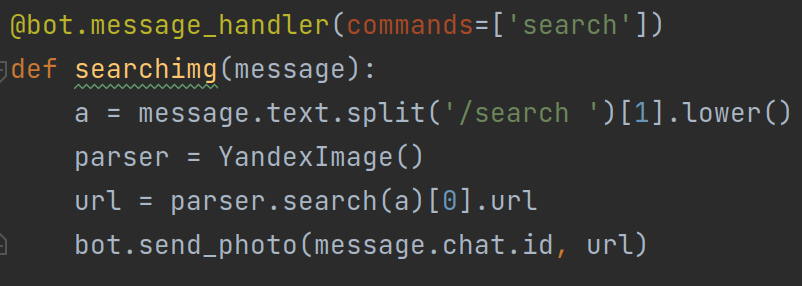 @bot.message_handler(commands=['search'])
def searchimg(message):
    a = message.text.split('/search ')[1].lower()
    parser = YandexImage()
    url = parser.search(a)[0].url
    bot.send_photo(message.chat.id, url)